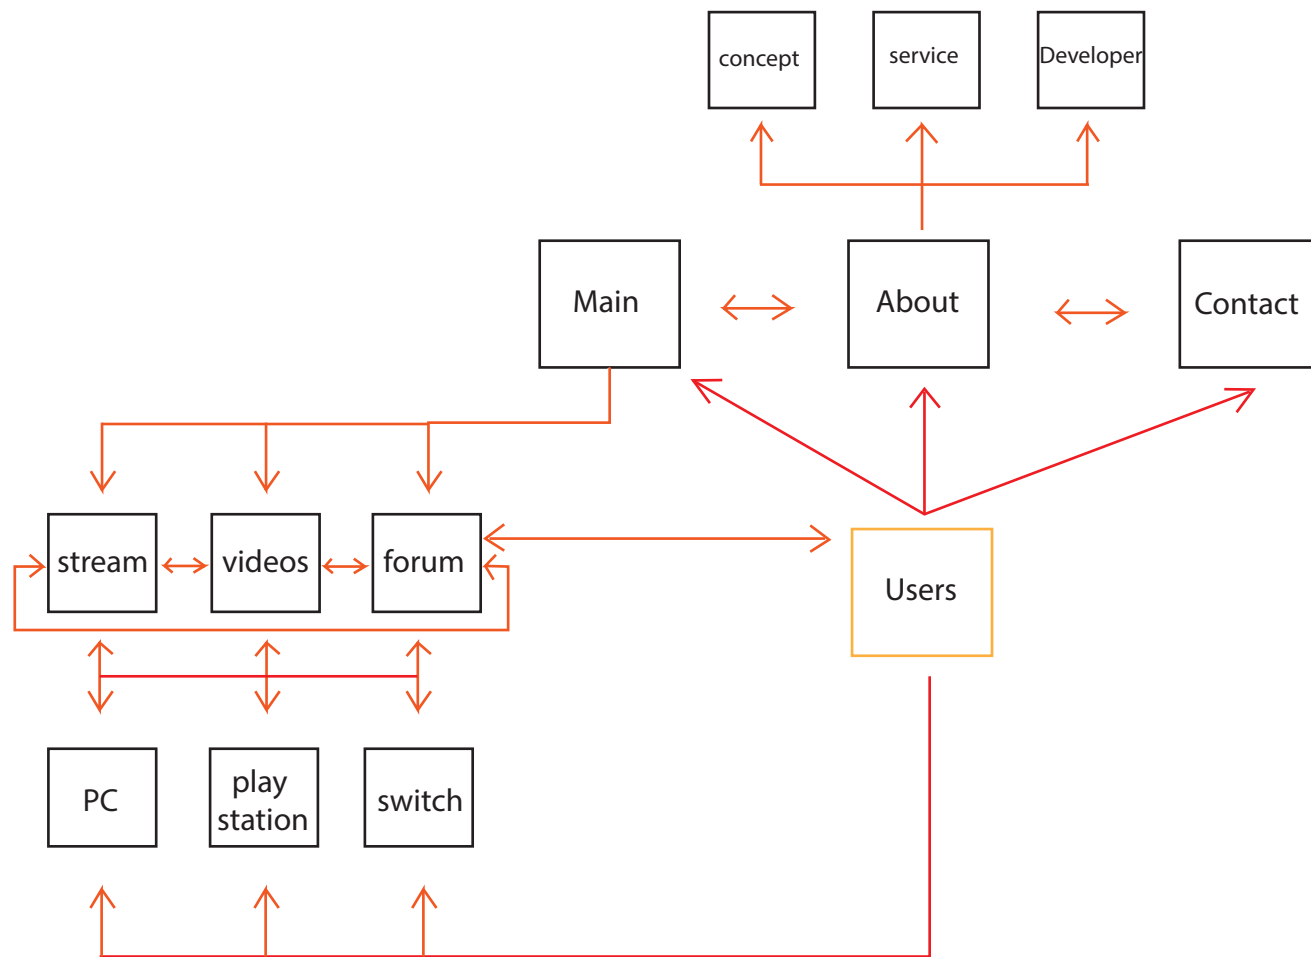 concept
service
Developer
Main
About
Contact
stream
videos
forum
Users
PC
play
station
switch